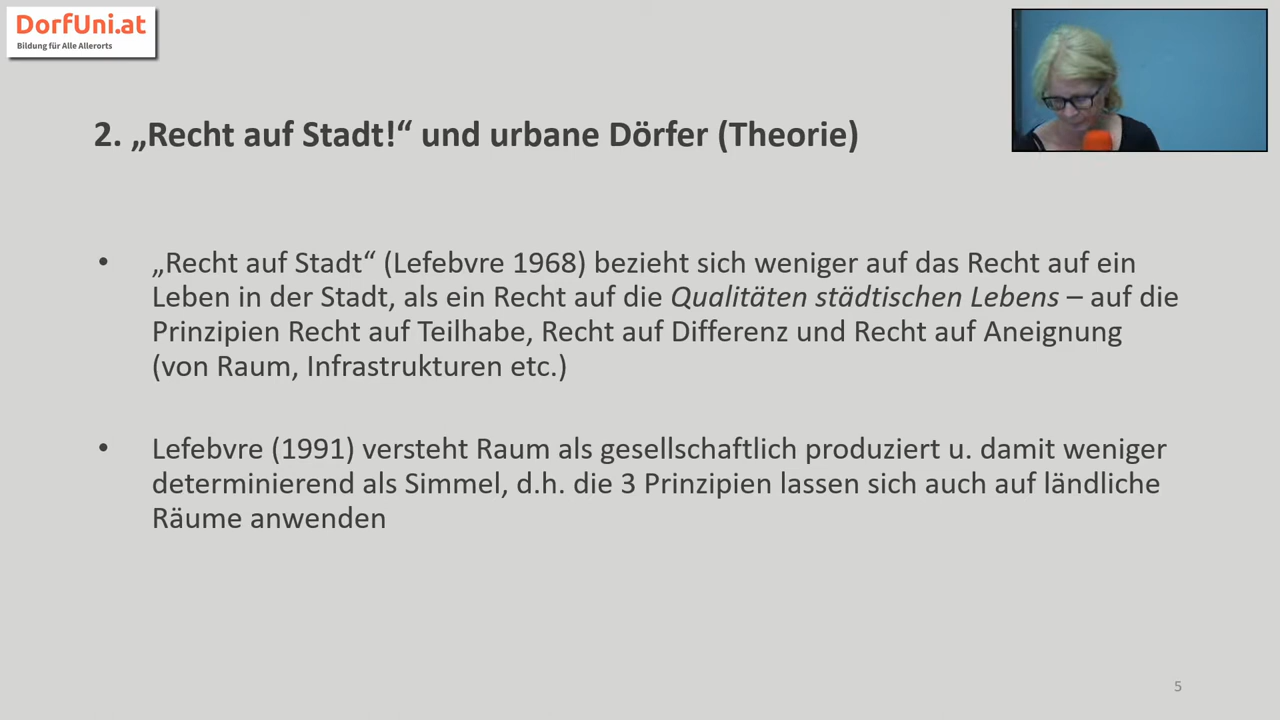 DorfUni.at
Bildung für Alle Allerorts
2. „Recht auf Stadt!“ und urbane Dörfer (Theorie)
• „Recht auf Stadt“ (Lefebvre 1968) bezieht sich weniger auf das Recht auf ein
Leben in der Stadt, als ein Recht auf die Qualitäten städtischen Lebens – auf die
Prinzipien Recht auf Teilhabe, Recht auf Differenz und Recht auf Aneignung
(von Raum, Infrastrukturen etc.)
• Lefebvre (1991) versteht Raum als gesellschaftlich produziert u. damit weniger
determinierend als Simmel, d.h. die 3 Prinzipien lassen sich auch auf ländliche
Räume anwenden
5